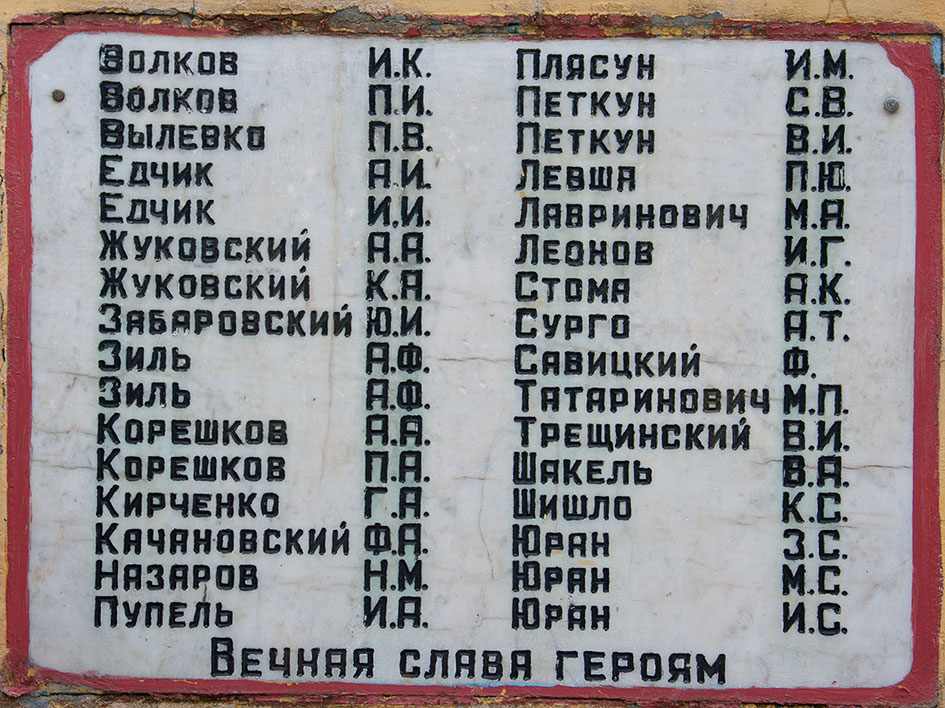 Волков И.К.
Волков П.И.
Вылевко П.В.
Едчик А.И.
Едчик И.И.
Жуковский А.А.
Жуковский К.А.
Забаровский Ю.И.
Зиль А.Ф.
Зиль А.Ф.
Корешков А.А.
Корешков П.А.
Кирченко Г.А.
Качановский Ф.А.
Назаров Н.М.
Пупель И.А.
Плясун И.М.
Петкун С.В.
Петкун В.И.
Левша П.Ю.
Лавринович М.А.
Леонов И.Г.
Стома А.К.
Сурго А.Т.
Савицкий Ф.
Татаринович М.П.
Трещинский В.И.
Шакель В.А.
Шишло К.С.
Юран З.С.
Юран М.С.
Юран И.С.
Вечная слава героям